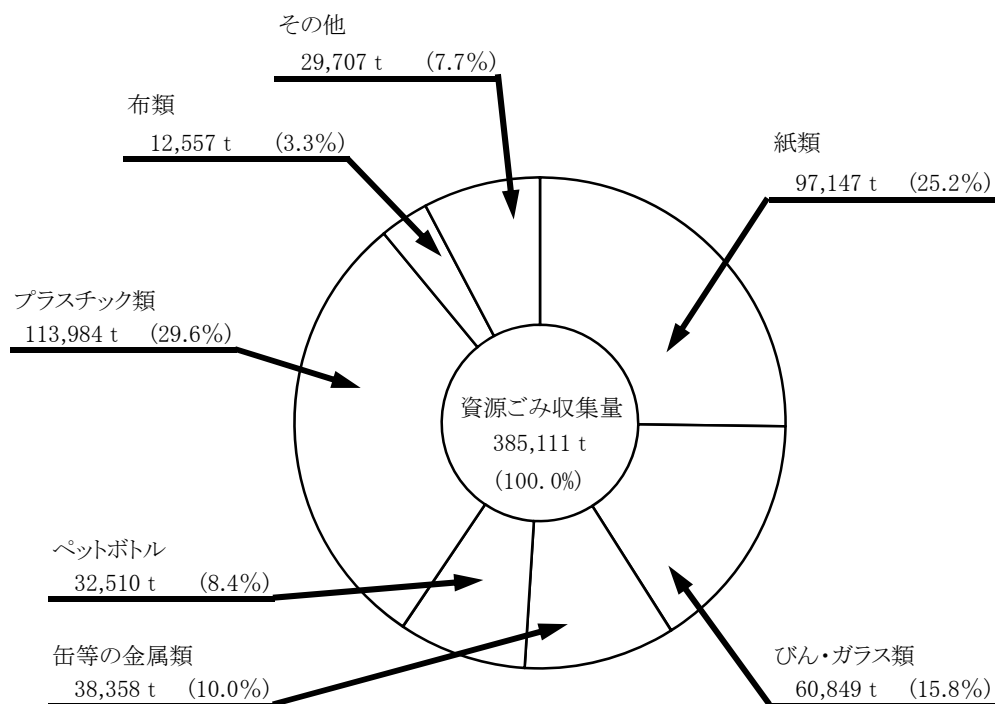 その他
29,707 t (7.7%)
布類
12,557 t (3.3%)
紙類
97,147 t (25.2%)
プラスチック類
113,984 t (29.6%)
資源ごみ収集量
385,111 t
(100.0%)
ペットボトル
32,510 t (8.4%)
缶等の金属類
38,358 t (10.0%)
びん・ガラス類
60,849 t (15.8%)